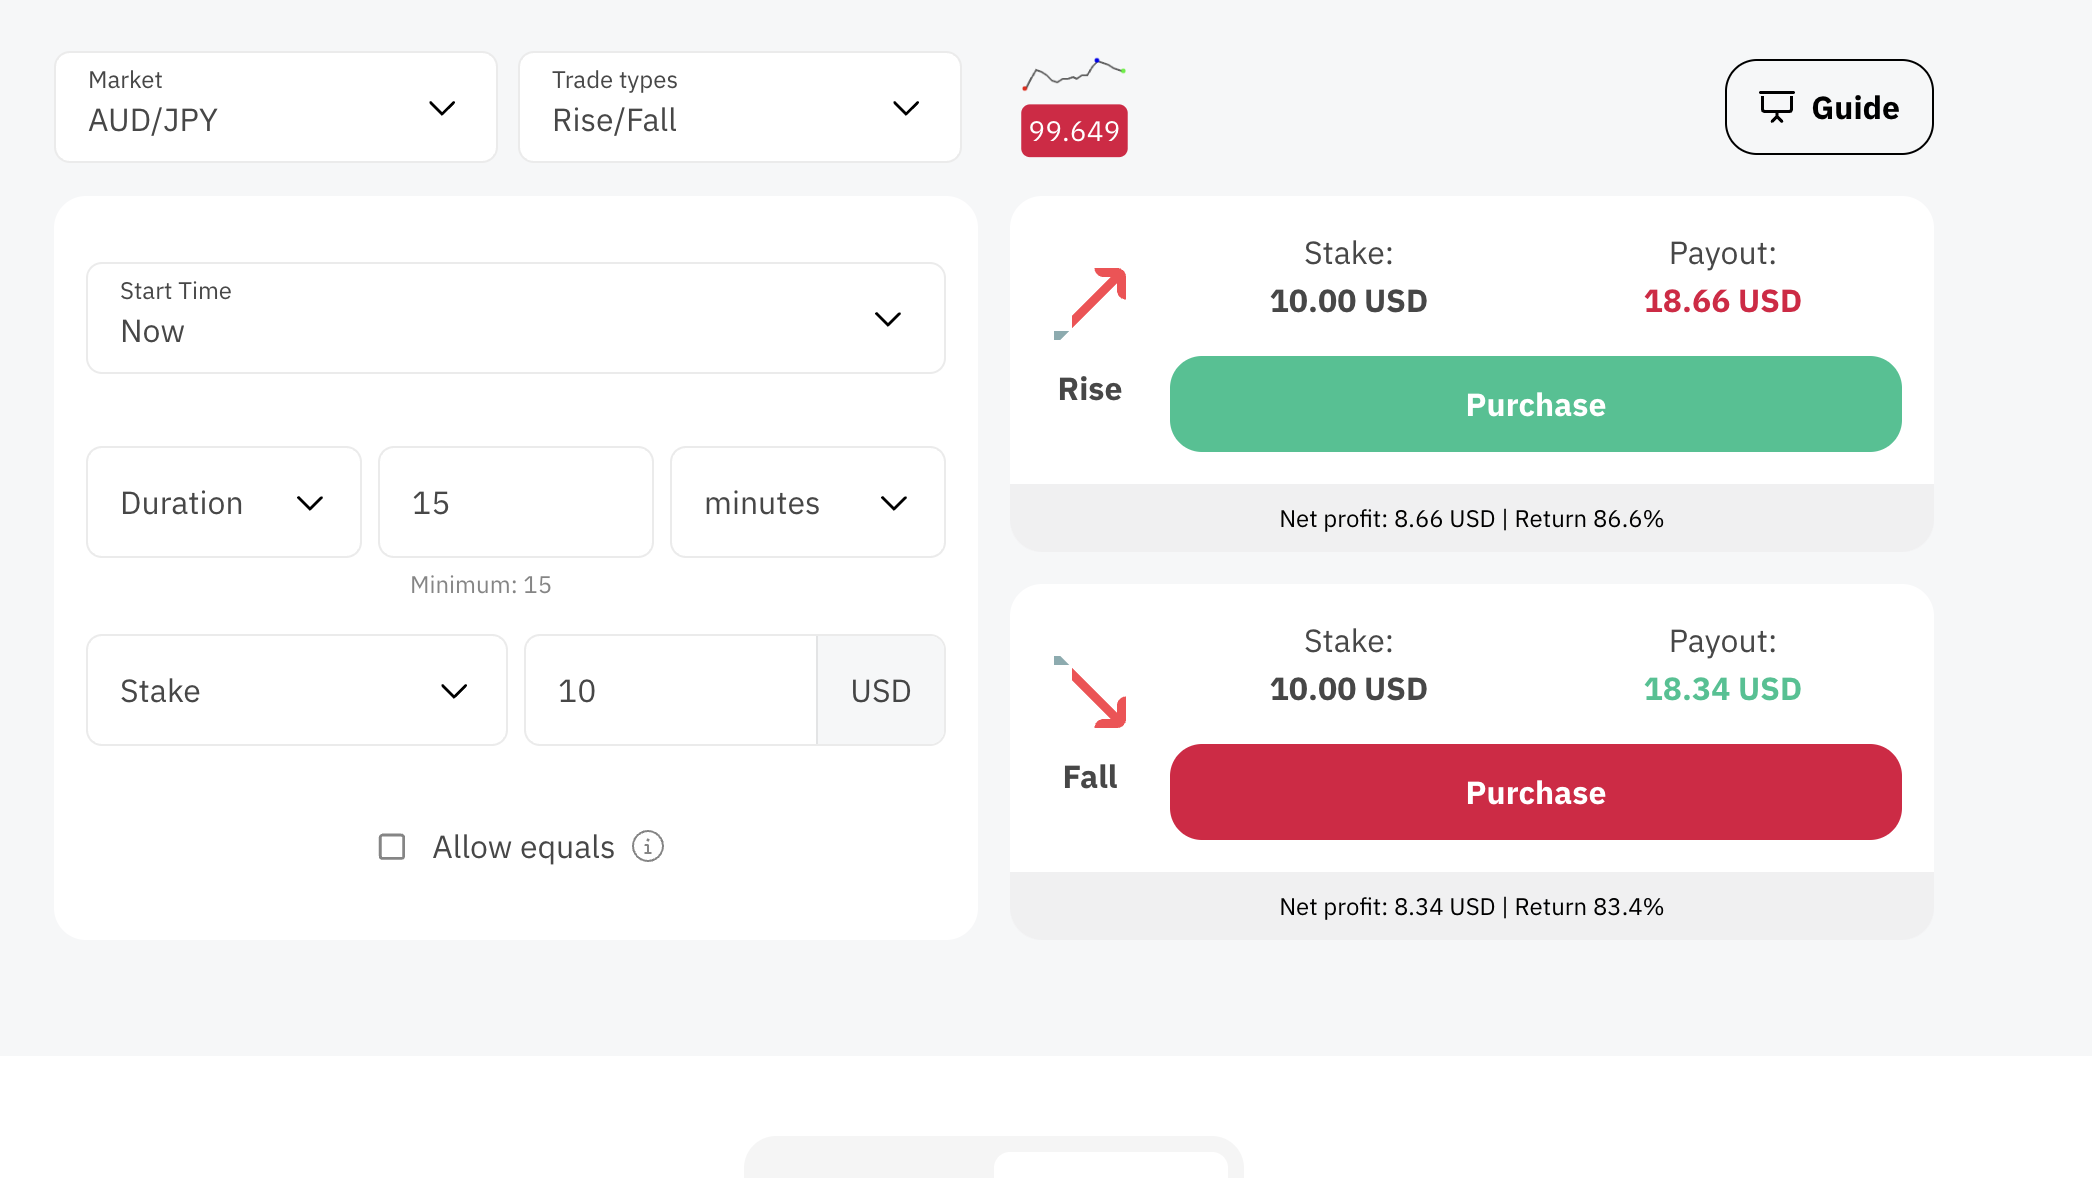 Market
AUD/JPY
Trade types
Rise/Fall
99.649
Guide
Start Time
Now
Duration
15
minutes
Minimum: 15
Stake
10
USD
Allow equals
Stake:
10.00 USD
Payout:
18.66 USD
Rise
Purchase
Net profit: 8.66 USD | Return 86.6%
Stake:
10.00 USD
Payout:
18.34 USD
Fall
Purchase
Net profit: 8.34 USD | Return 83.4%